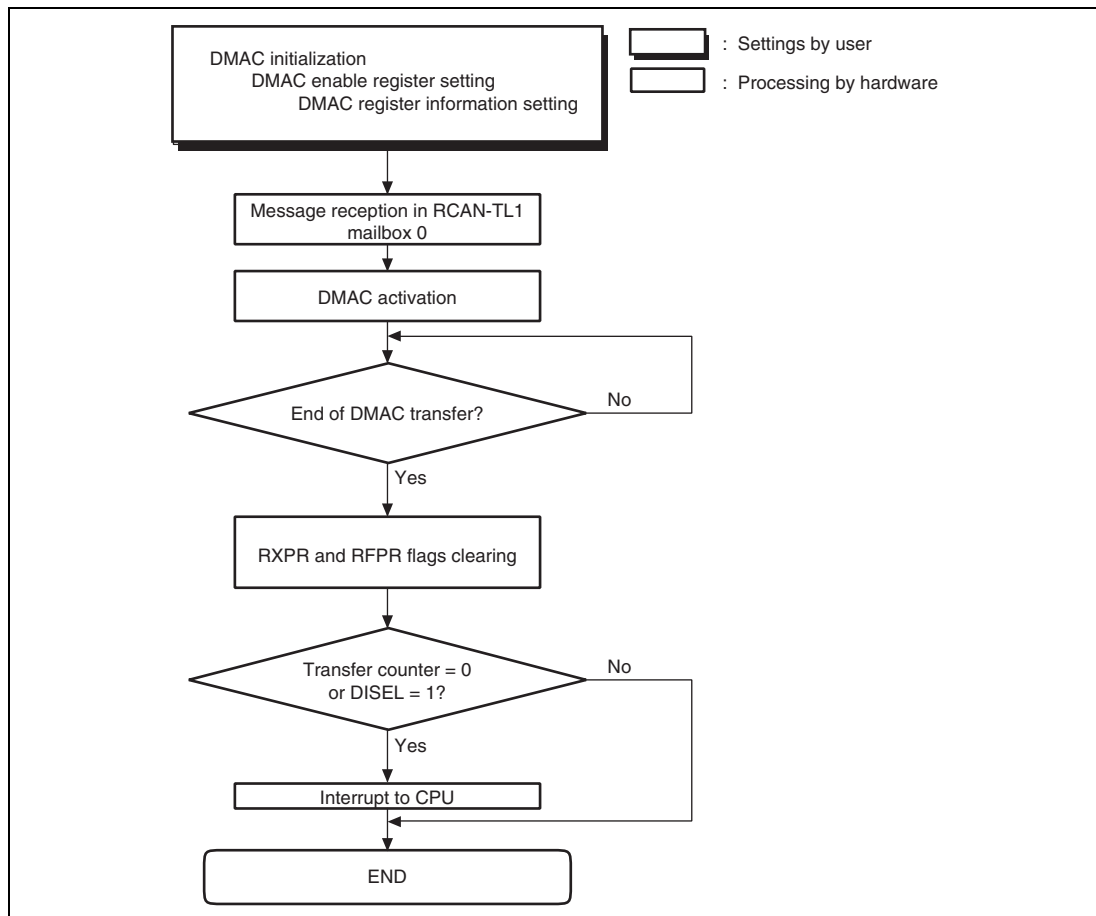 DMAC initialization
DMAC enable register setting
DMAC register information setting
: Settings by user
: Processing by hardware
Message reception in RCAN-TL1
mailbox 0
DMAC activation
End of DMAC transfer?
No
Yes
RXPR and RFPR flags clearing
Transfer counter = 0
or DISEL = 1?
No
Yes
Interrupt to CPU
END